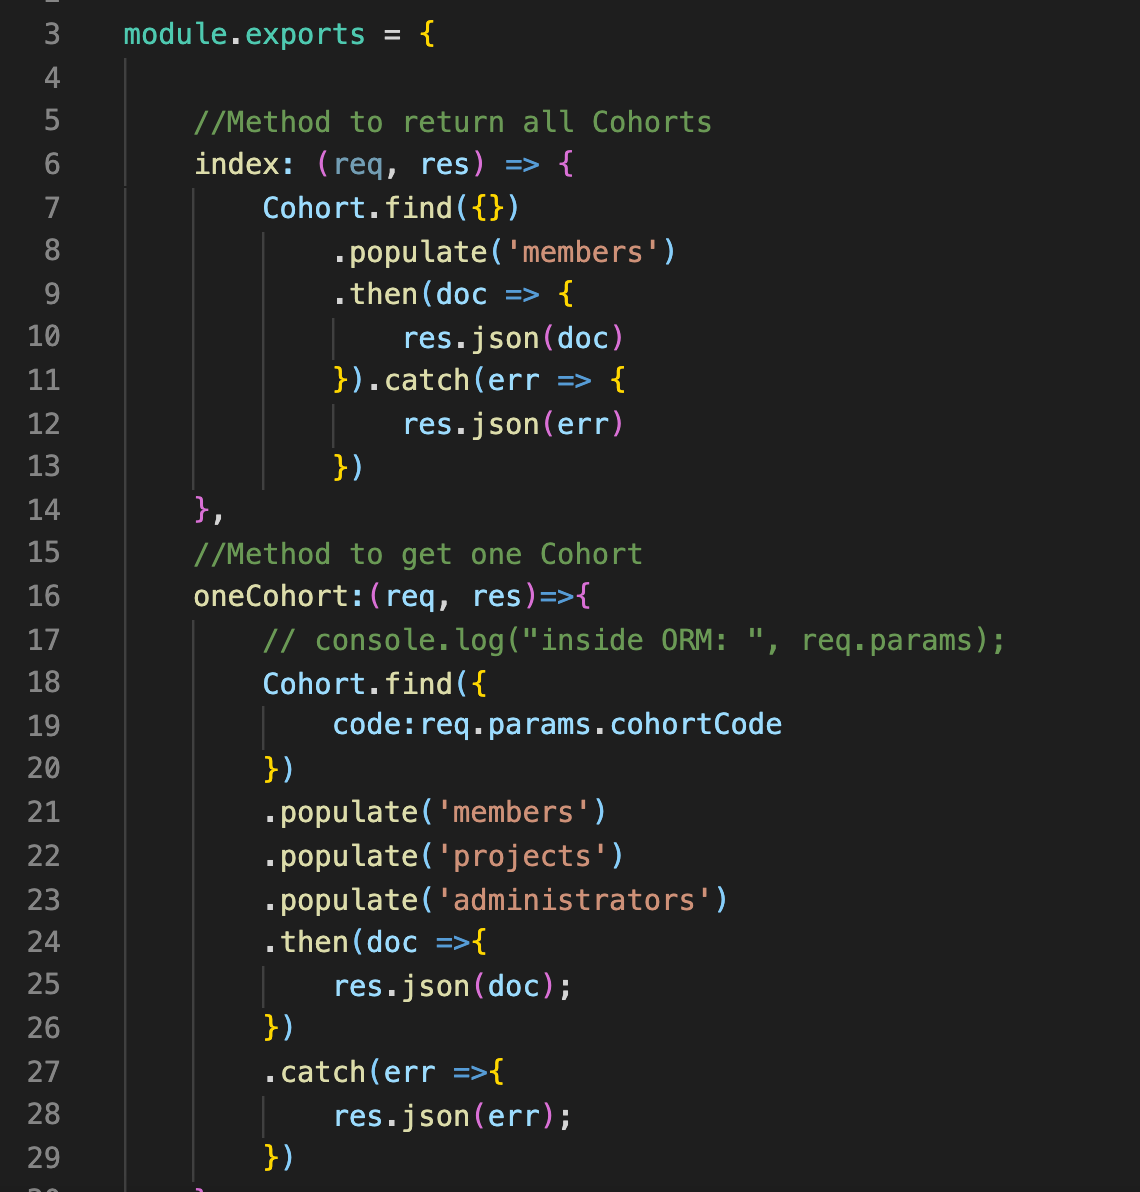 3 module.exports = {
4
5 //Method to return all Cohorts
6 index: (req, res) => {
7 Cohort.find({})
8 .populate('members')
9 .then(doc => {
10 res.json(doc)
11 }).catch(err => {
12 res.json(err)
13 })
14 },
15 //Method to get one Cohort
16 oneCohort:(req, res)=>{
17 // console.log("inside ORM: ", req.params);
18 Cohort.find({
19 code:req.params.cohortCode
20 })
21 .populate('members')
22 .populate('projects')
23 .populate('administrators')
24 .then(doc =>{
25 res.json(doc);
26 })
27 .catch(err =>{
28 res.json(err);
29 })